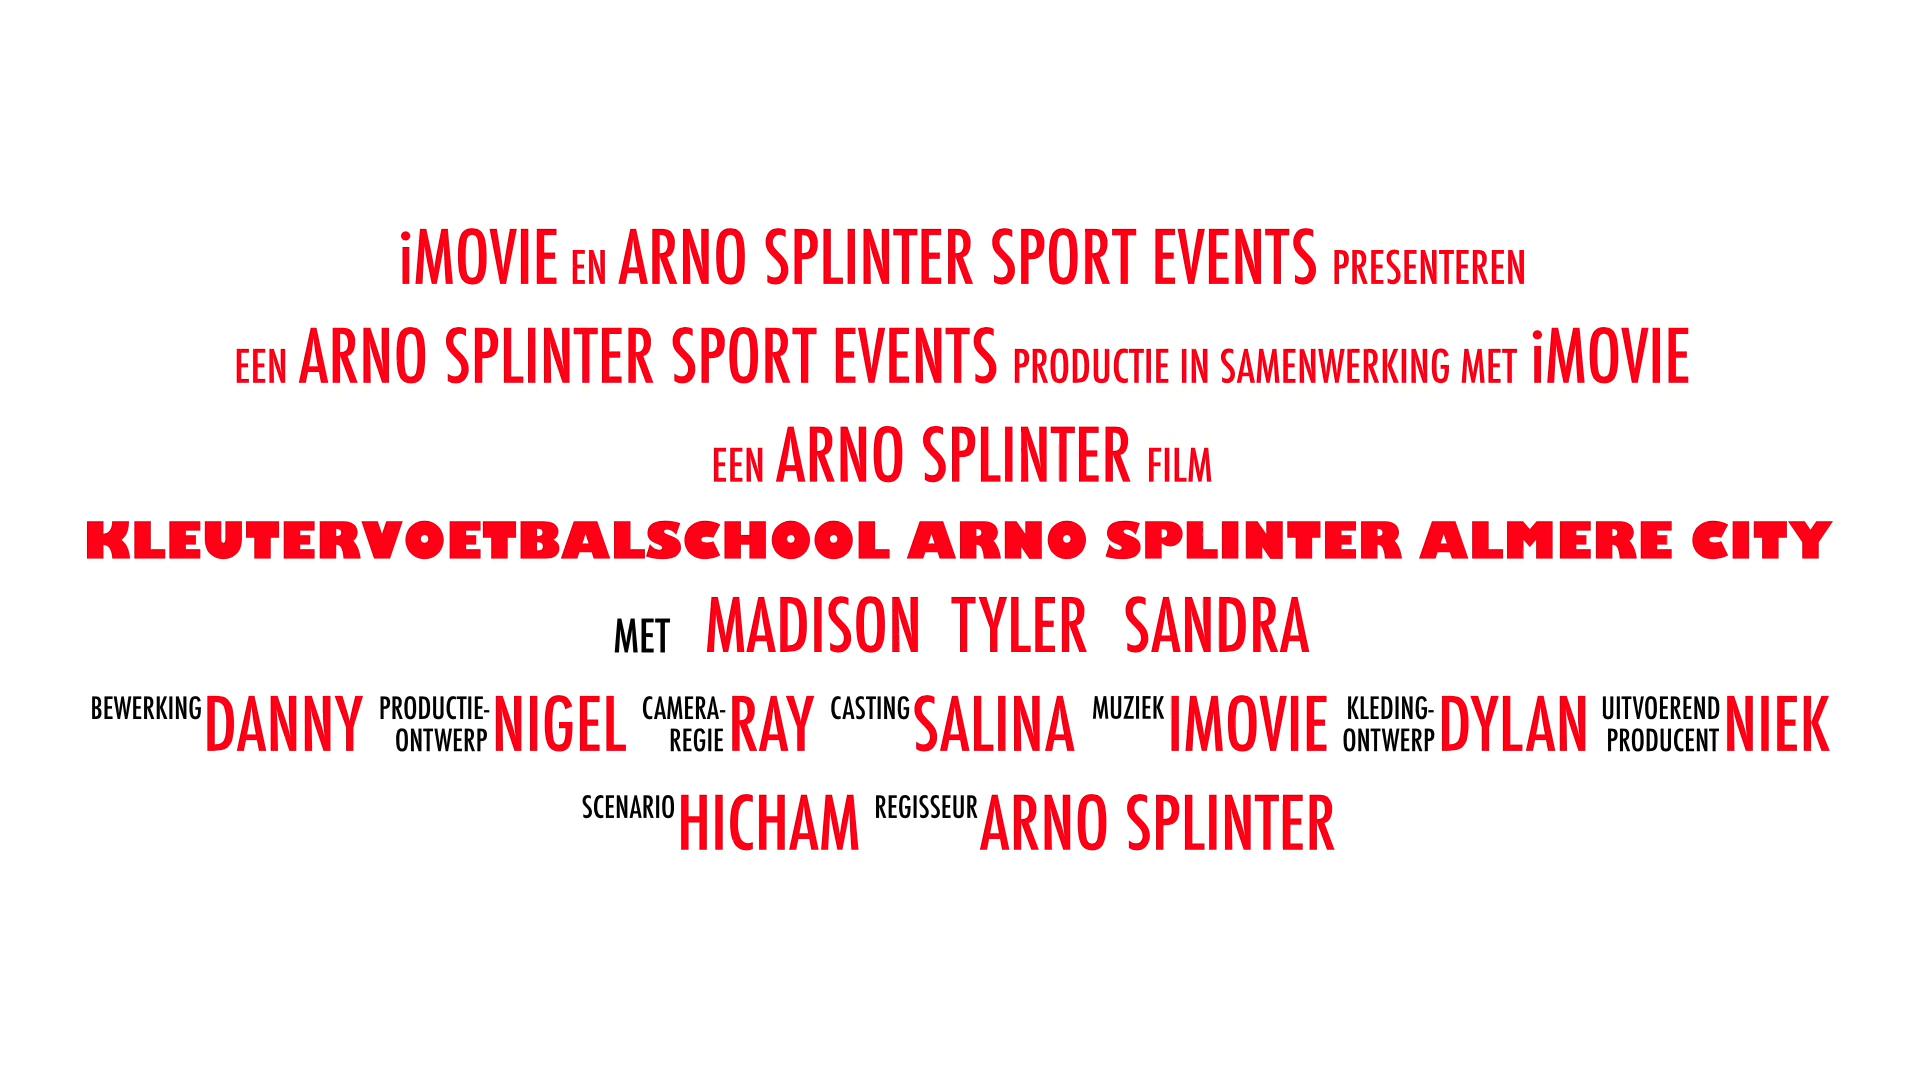 iMOVIE EN ARNO SPLINTER SPORT EVENTS PRESENTEREN
EEN ARNO SPLINTER SPORT EVENTS PRODUCTIE IN SAMENWERKING MET iMOVIE
EEN ARNO SPLINTER FILM
KLEUTERVOETBALSCHOOL ARNO SPLINTER ALMERE CITY
MET MADISON TYLER SANDRA
BEWERKING DANNY PRODUCTIE-ONTWERP NIGEL CAMERA-REGIE RAY CASTING SALINA MUZIEK IMOVIE KLEDING-ONTWERP DYLAN UITVOEREND PRODUCENT NIEK
SCENARIO HICHAM REGISSEUR ARNO SPLINTER